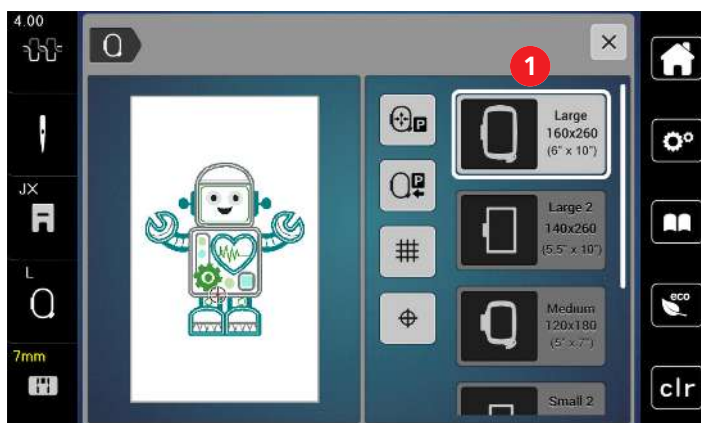 4.00
1
P
Large
160x260
(6" x 10")
JX
P
Large 2
140x260
(5.5" x 10")
L
eco
Medium
120x180
(5" x 7")
7mm
Small 2
clr